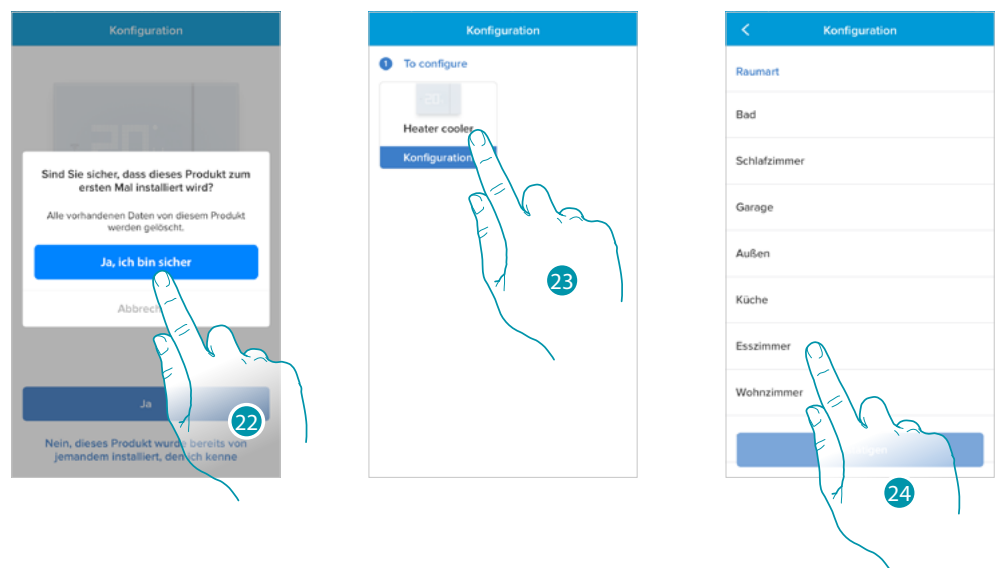 Konfiguration
Sind Sie sicher, dass dieses Produkt zum
ersten Mal installiert wird?
Alle vorhandenen Daten von diesem Produkt
werden gelöscht.
Ja, ich bin sicher
Ja
Nein, dieses Produkt wurde bereits von
jemandem installiert, den ich kenne
22
Konfiguration
1 To configure
20
Heater cooler
Konfiguration
23
Konfiguration
Raumart
Bad
Schlafzimmer
Garage
Außen
Küche
Esszimmer
Wohnzimmer
24